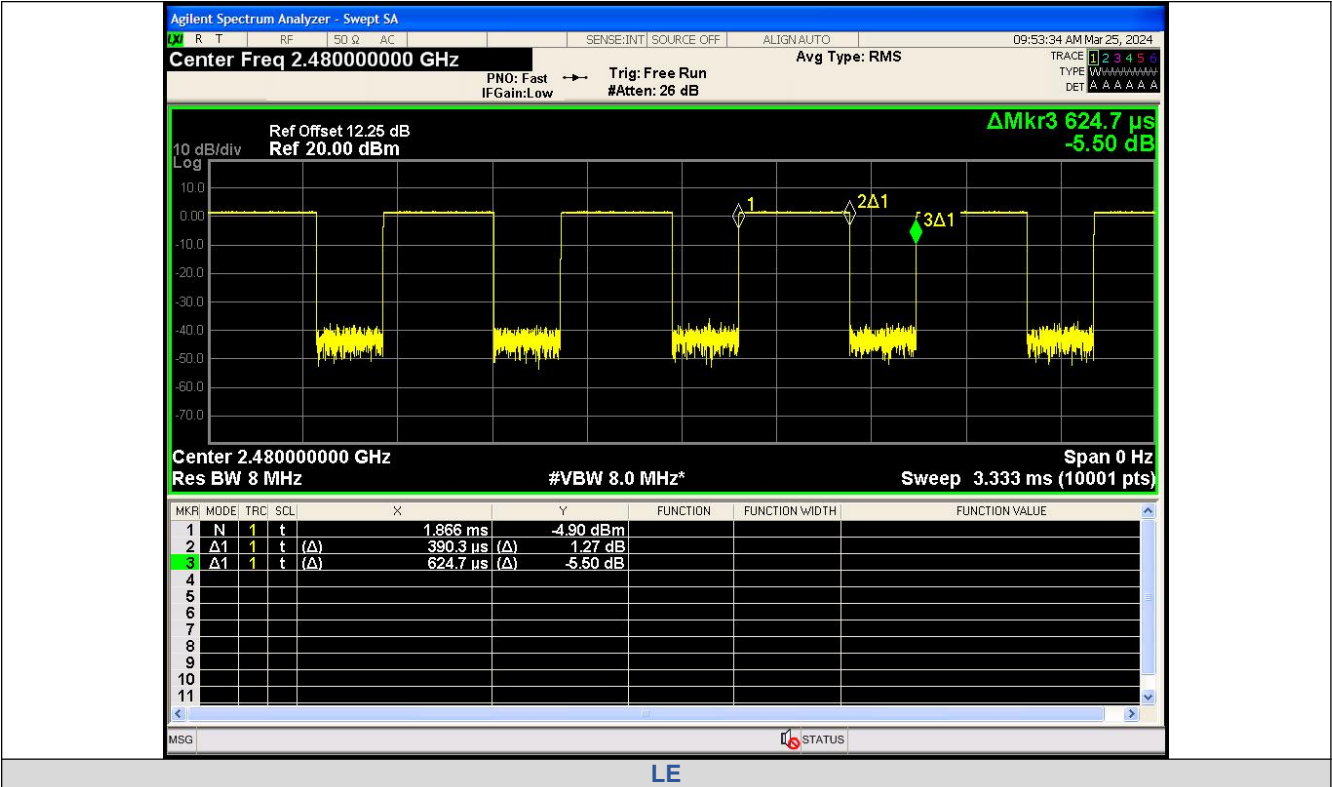 Agilent Spectrum Analyzer - Swept SA
LXI R T RF 50 Ω AC SENSE:INT SOURCE OFF ALIGN AUTO 09:53:34 AM Mar 25, 2024
Center Freq 2.480000000 GHz Avg Type: RMS TRACE 1 2 3 4 5 6
PNO: Fast Trig: Free Run TYPE W
IFGain:Low #Atten: 26 dB DET A A A A A A
ΔMkr3 624.7 µs
Ref Offset 12.25 dB
10 dB/div Ref 20.00 dBm -5.50 dB
Log
10.0
0.00
-10.0
-20.0
-30.0
-40.0
-50.0
-60.0
-70.0
1
2Δ1
3Δ1
Center 2.480000000 GHz Span 0 Hz
Res BW 8 MHz #VBW 8.0 MHz* Sweep 3.333 ms (10001 pts)
MKR MODE TRC SCL X Y FUNCTION FUNCTION WIDTH FUNCTION VALUE
1 N 1 t 1.866 ms -4.90 dBm
2 Δ1 1 t (Δ) 390.3 µs (Δ) 1.27 dB
3 Δ1 1 t (Δ) 624.7 µs (Δ) -5.50 dB
4
5
6
7
8
9
10
11
MSG STATUS
LE